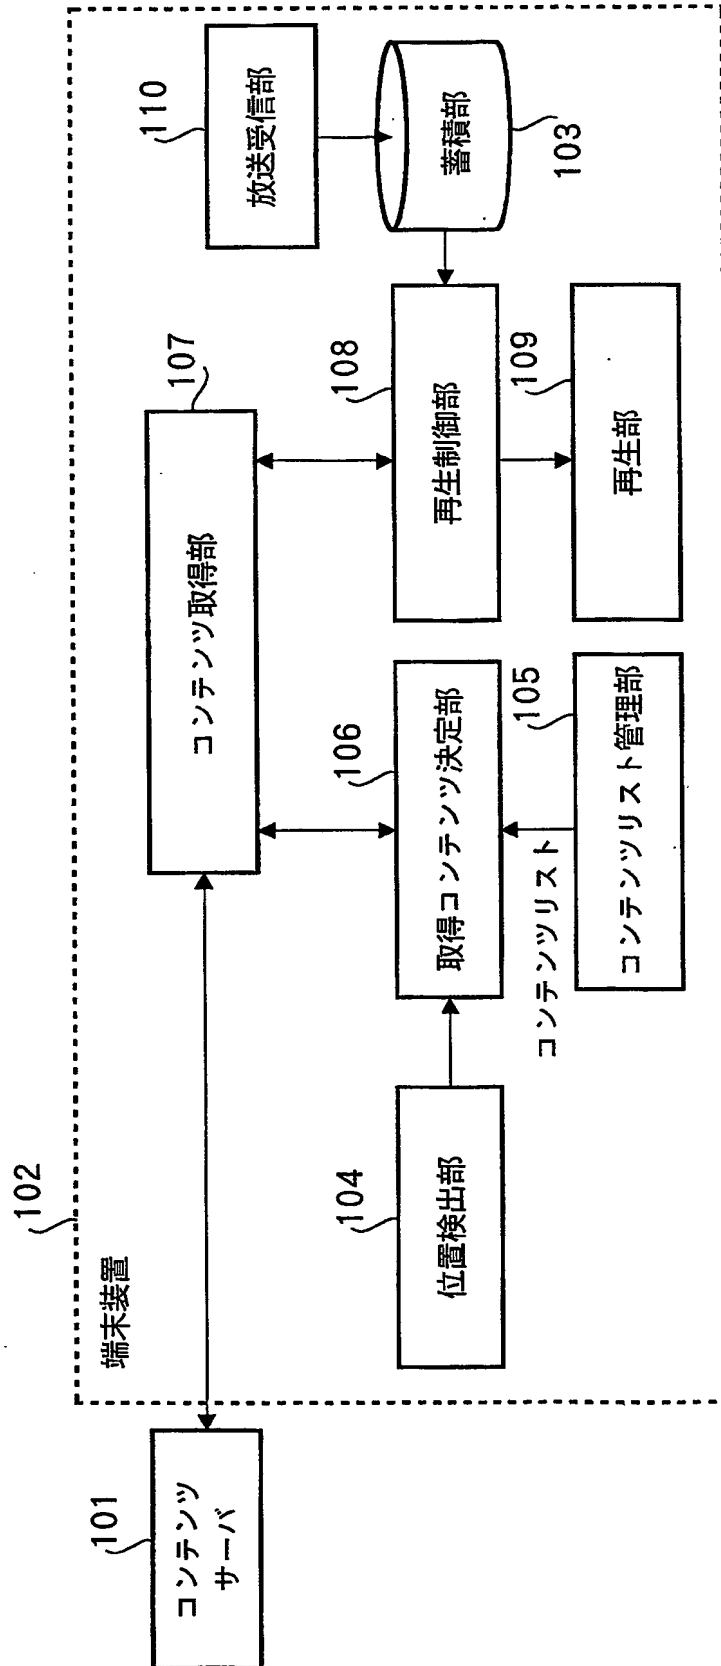 101
コンテンツ
サーバ
102
端末装置
107
コンテンツ取得部
110
放送受信部
104
位置検出部
106
取得コンテンツ決定部
108
再生制御部
蓄積部
103
コンテンツリスト
105
コンテンツリスト管理部
109
再生部